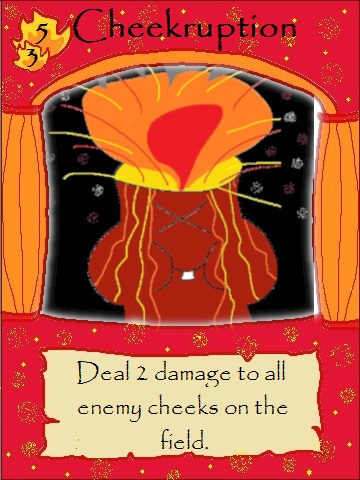 Cheekruption
5
3
Deal 2 damage to all
enemy cheeks on the
field.